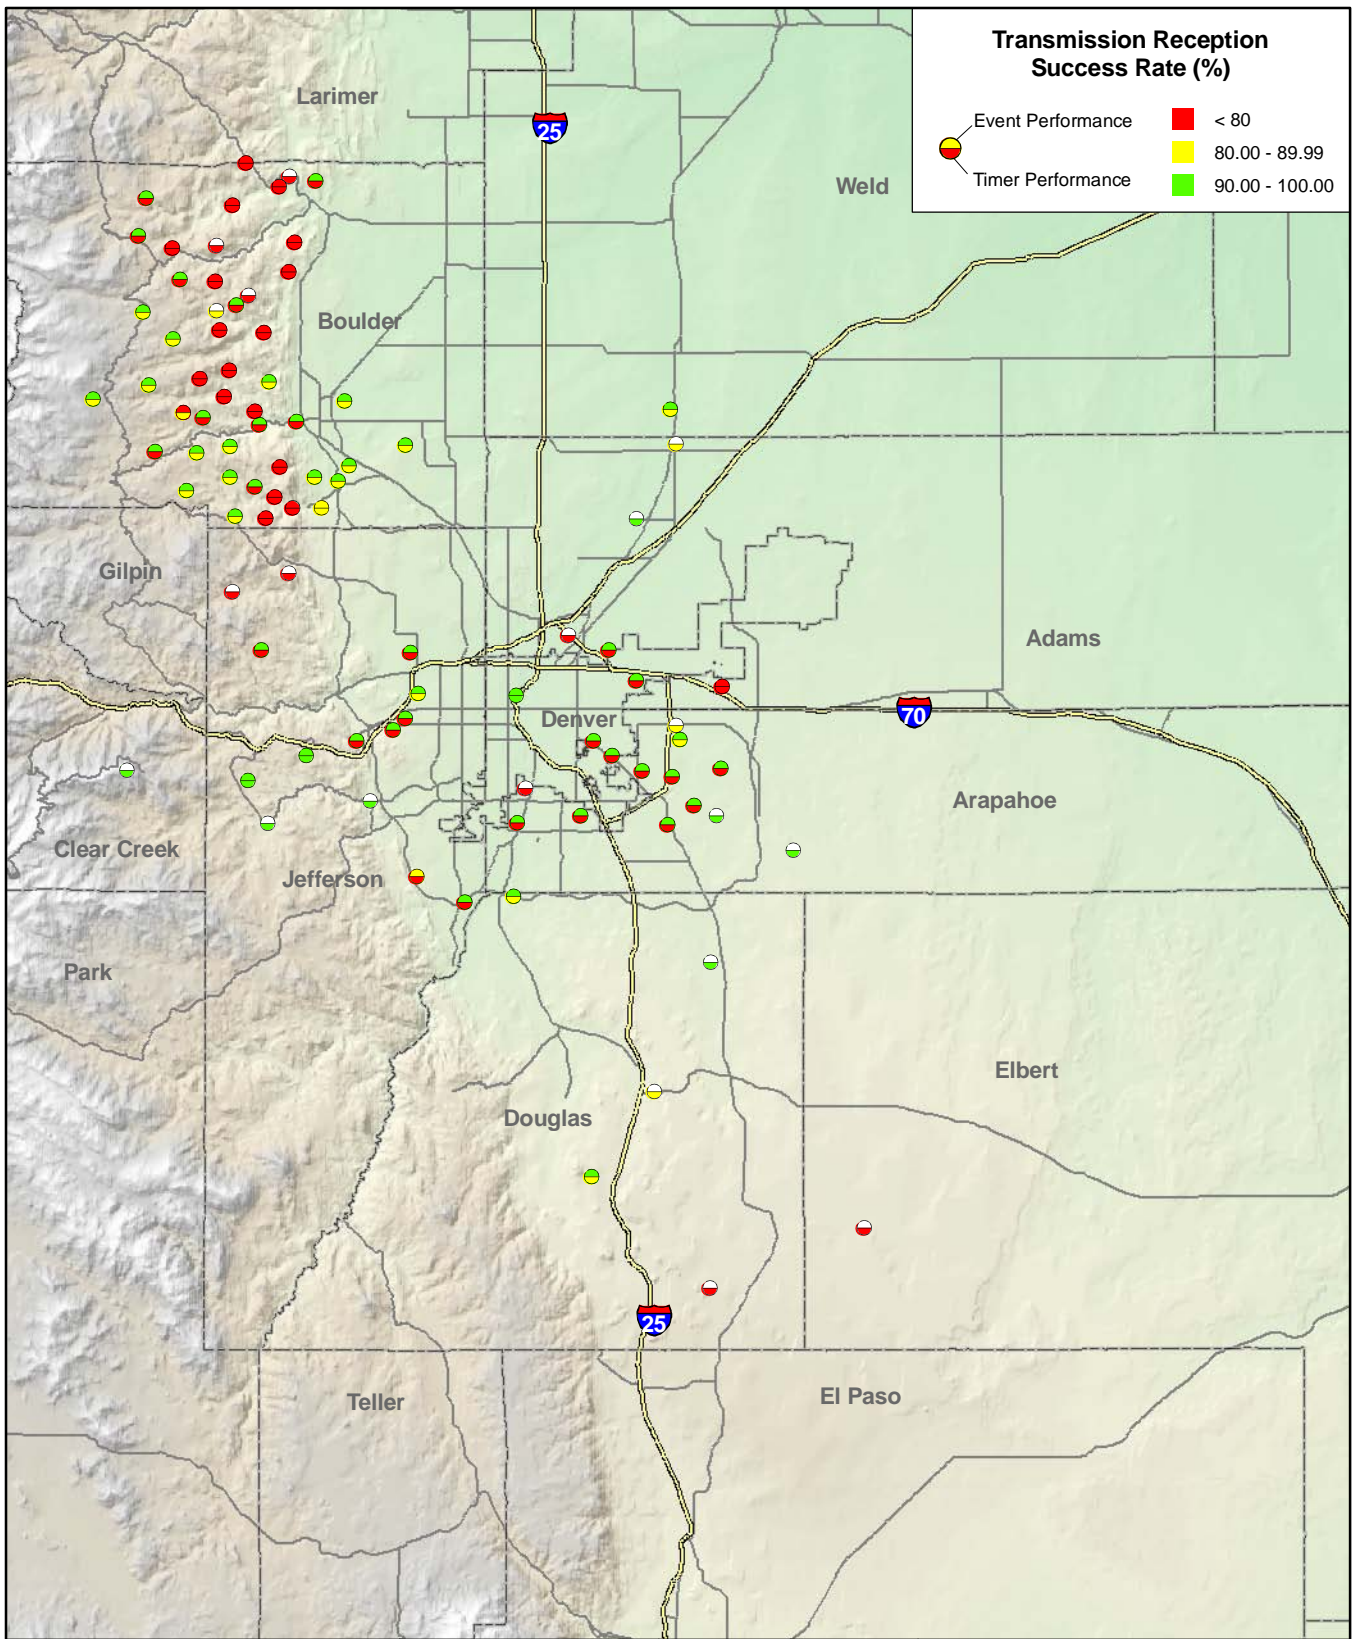 Transmission Reception
Success Rate (%)
Event Performance
Timer Performance
< 80
80.00 - 89.99
90.00 - 100.00
Larimer
25
Weld
Boulder
Gilpin
Adams
Denver
70
Arapahoe
Clear Creek
Jefferson
Park
Elbert
Douglas
25
Teller
El Paso